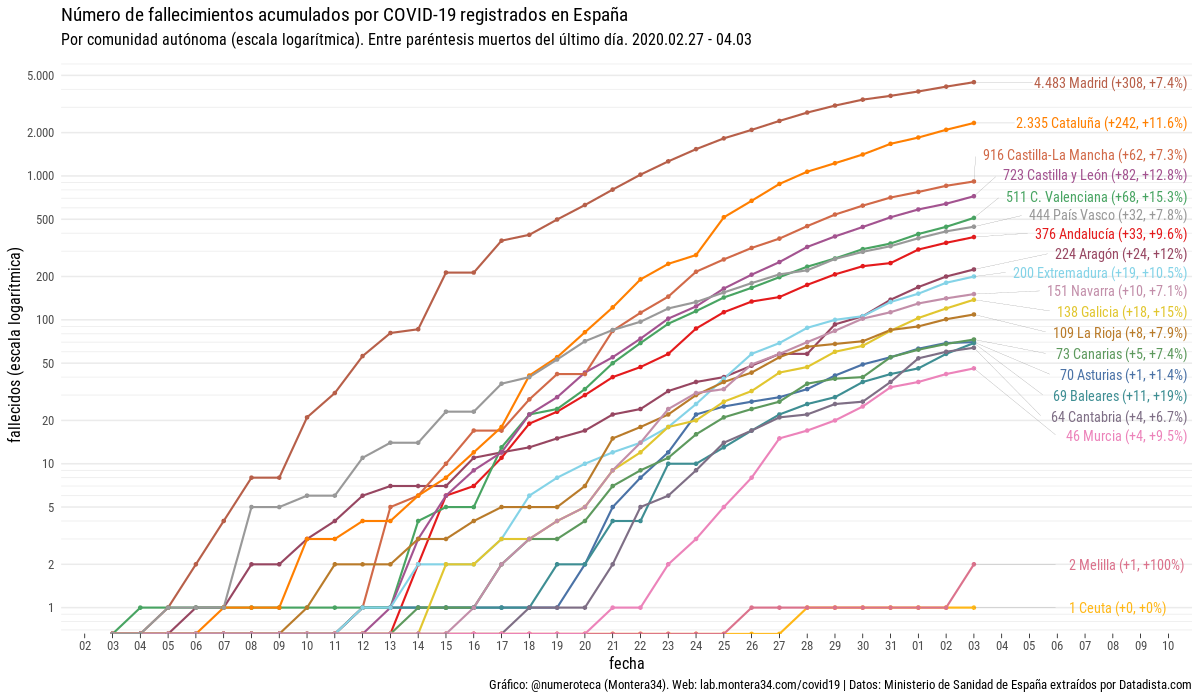 Número de fallecimientos acumulados por COVID-19 registrados en España
Por comunidad autónoma (escala logarítmica). Entre paréntesis muertos del último día. 2020.02.27 - 04.03
fallecidos (escala logarítmica)
5.000
2.000
1.000
500
200
100
50
20
10
5
2
1
4.483 Madrid (+308, +7.4%)
2.335 Cataluña (+242, +11.6%)
916 Castilla-La Mancha (+62, +7.3%)
723 Castilla y León (+82, +12.8%)
511 C. Valenciana (+68, +15.3%)
444 País Vasco (+32, +7.8%)
376 Andalucía (+33, +9.6%)
224 Aragón (+24, +12%)
200 Extremadura (+19, +10.5%)
151 Navarra (+10, +7.1%)
138 Galicia (+18, +15%)
109 La Rioja (+8, +7.9%)
73 Canarias (+5, +7.4%)
70 Asturias (+1, +1.4%)
69 Baleares (+11, +19%)
64 Cantabria (+4, +6.7%)
46 Murcia (+4, +9.5%)
2 Melilla (+1, +100%)
1 Ceuta (+0, +0%)
02 03 04 05 06 07 08 09 10 11 12 13 14 15 16 17 18 19 20 21 22 23 24 25 26 27 28 29 30 31 01 02 03 04 05 06 07 08 09 10
fecha
Gráfico: @numeroteca (Montera34). Web: lab.montera34.com/covid19 | Datos: Ministerio de Sanidad de España extraídos por Datadista.com